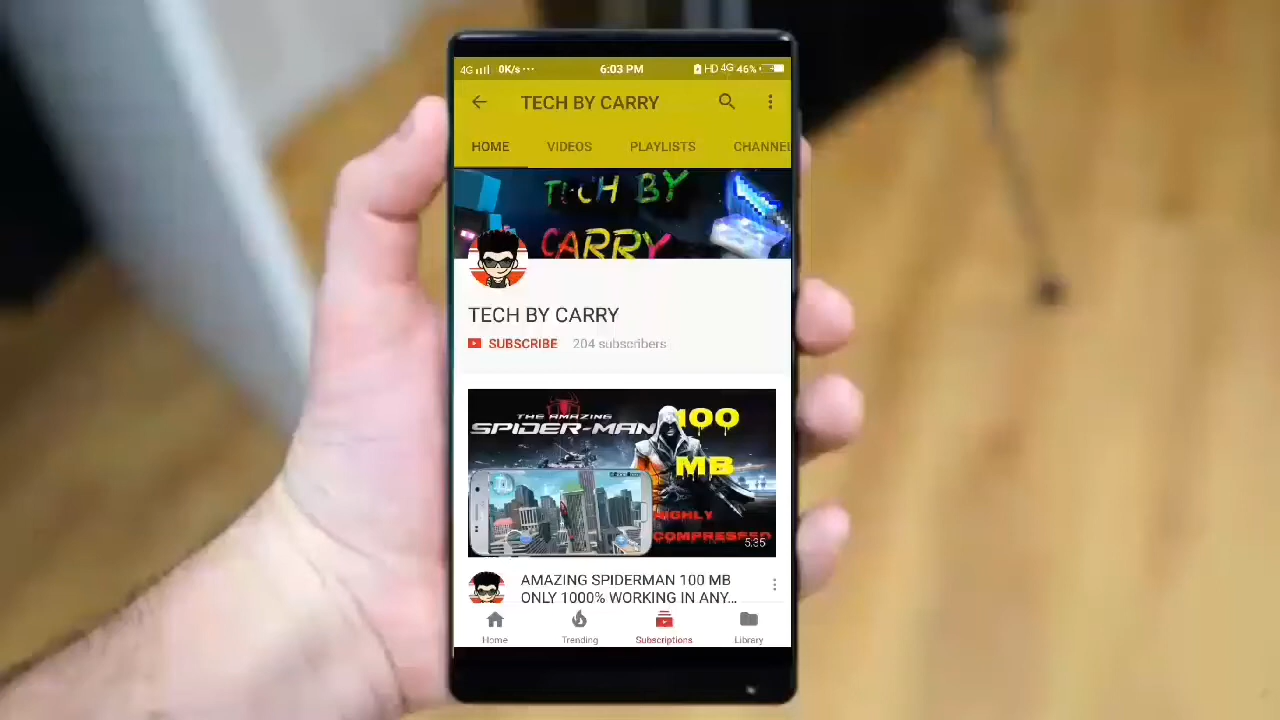 4G 0K/s ··· 6:03 PM HD 4G 46%
TECH BY CARRY
HOME VIDEOS PLAYLISTS CHANNEL
TECH BY
CARRY
TECH BY CARRY
SUBSCRIBE 204 subscribers
THE AMAZING
SPIDER-MAN
100
MB
HIGHLY
COMPRESSED
5:35
AMAZING SPIDERMAN 100 MB
ONLY 1000% WORKING IN ANY...
Home Trending Subscriptions Library